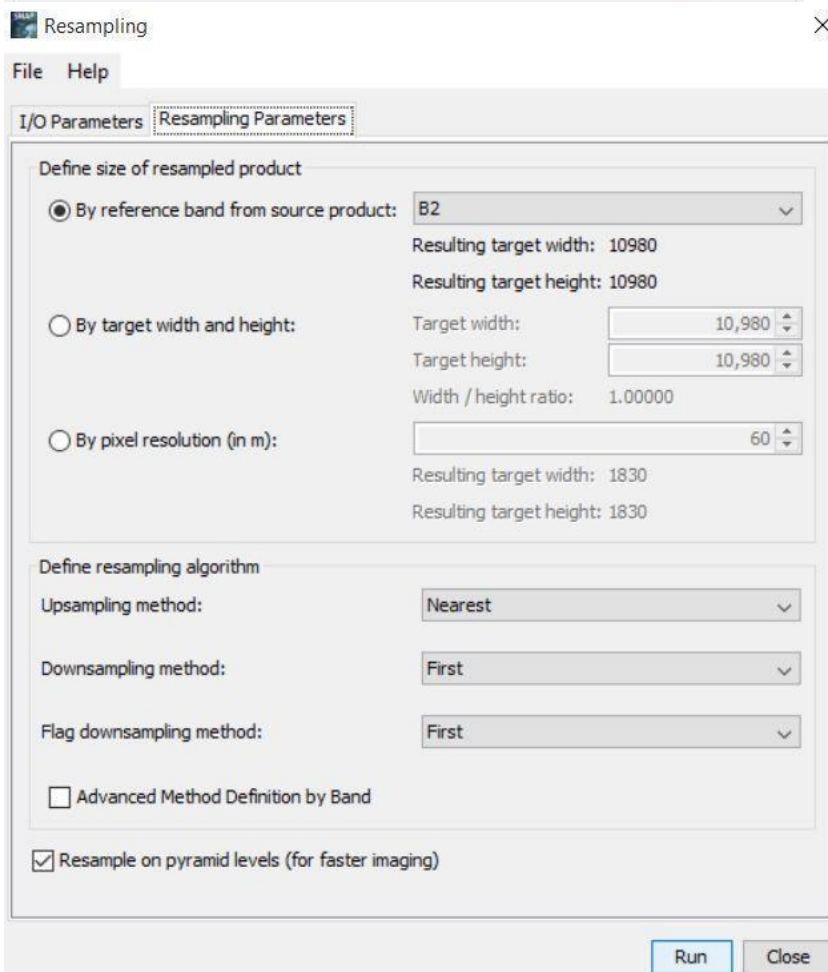 SNAP
Resampling
File Help
I/O Parameters Resampling Parameters
Define size of resampled product
By reference band from source product: B2
Resulting target width: 10980
Resulting target height: 10980
By target width and height: Target width: 10,980
Target height: 10,980
Width / height ratio: 1.00000
By pixel resolution (in m): 60
Resulting target width: 1830
Resulting target height: 1830
Define resampling algorithm
Upsampling method: Nearest
Downsampling method: First
Flag downsampling method: First
Advanced Method Definition by Band
Resample on pyramid levels (for faster imaging)
Run Close